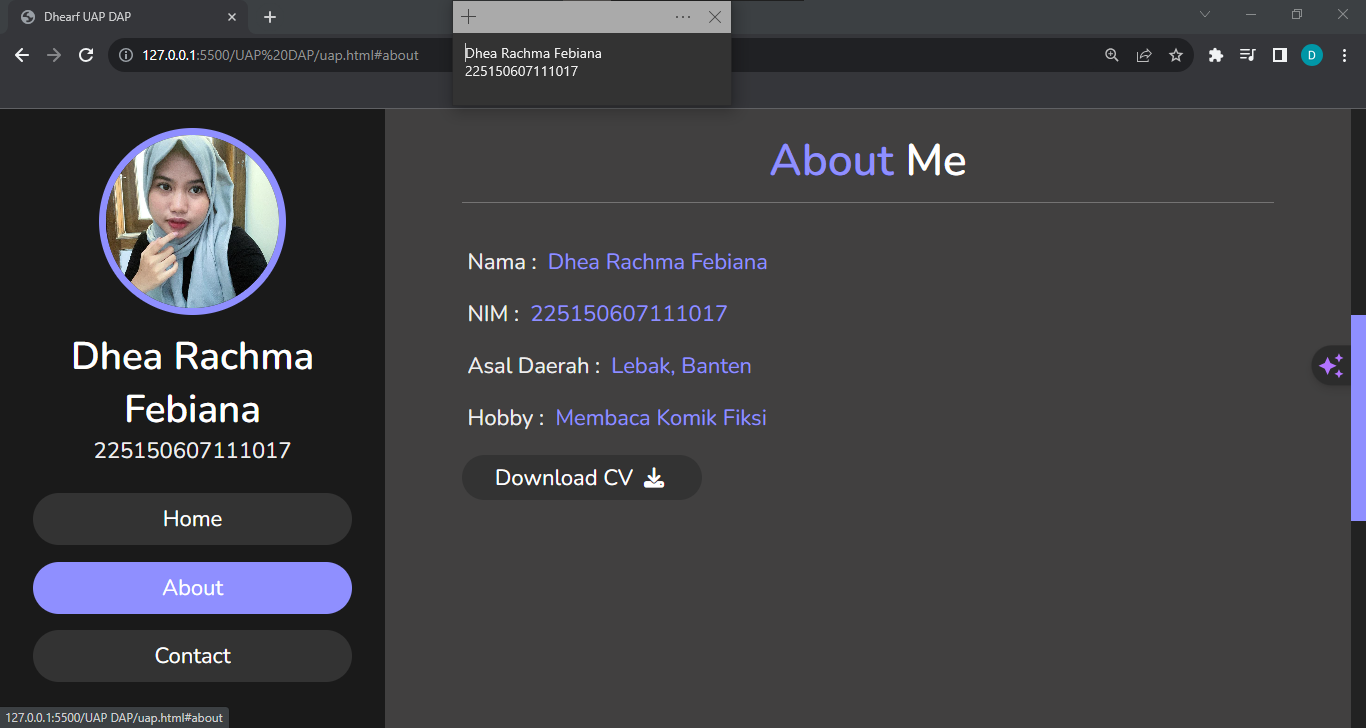 Dhearf UAP DAP
127.0.0.1:5500/UAP%20DAP/uap.html#about
D
Dhea Rachma Febiana
225150607111017
Dhea Rachma
Febiana
225150607111017
Home
About
Contact
About Me
Nama : Dhea Rachma Febiana
NIM : 225150607111017
Asal Daerah : Lebak, Banten
Hobby : Membaca Komik Fiksi
Download CV
127.0.0.1:5500/UAP DAP/uap.html#about